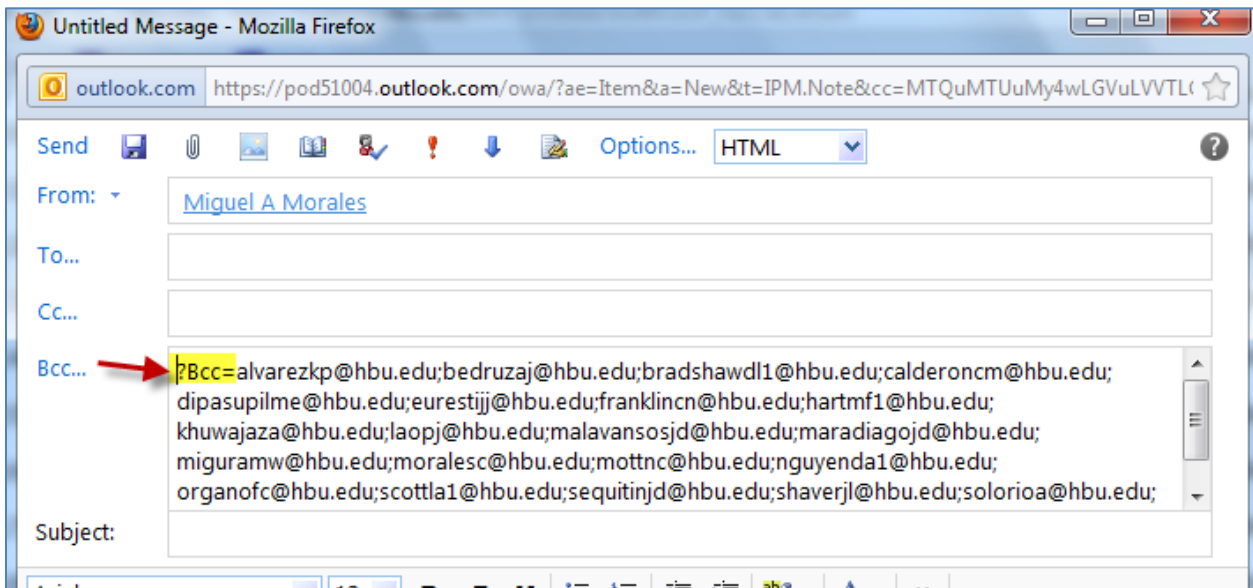 Untitled Message - Mozilla Firefox
outlook.com https://pod51004.outlook.com/owa/?ae=Item&a=New&t=IPM.Note&cc=MTQuMTUuMy4wLGVuLVVTL
Send Options... HTML
From: Miguel A Morales
To...
Cc...
Bcc... ?Bcc=alvarezkp@hbu.edu;bedruzaj@hbu.edu;bradshawdl1@hbu.edu;calderoncm@hbu.edu;
dipasupilme@hbu.edu;eurestijj@hbu.edu;franklincn@hbu.edu;hartmf1@hbu.edu;
khuwajaza@hbu.edu;laopj@hbu.edu;malavansosjd@hbu.edu;maradiagojd@hbu.edu;
miguramw@hbu.edu;moralesc@hbu.edu;mottnc@hbu.edu;nguyenda1@hbu.edu;
organofc@hbu.edu;scottla1@hbu.edu;sequitinjd@hbu.edu;shaverjl@hbu.edu;solorioa@hbu.edu;
Subject: